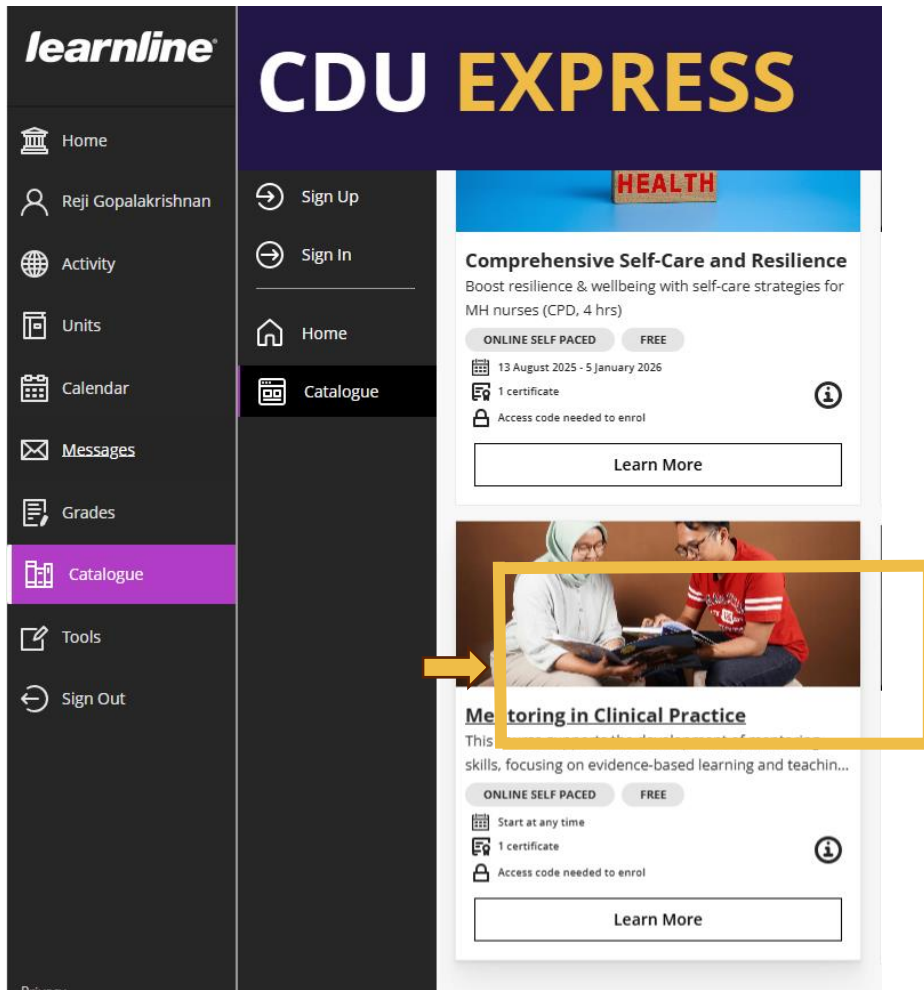 learnline
Home
Reji Gopalakrishnan
Activity
Units
Calendar
Messages
Grades
Catalogue
Tools
Sign Out
CDU EXPRESS
Sign Up
Sign In
Home
Catalogue
HEALTH
Comprehensive Self-Care and Resilience
Boost resilience & wellbeing with self-care strategies for
MH nurses (CPD, 4 hrs)
ONLINE SELF PACED FREE
13 August 2025 - 5 January 2026
1 certificate
Access code needed to enrol
Learn More
Mentoring in Clinical Practice
This
skills, focusing on evidence-based learning and teachin...
ONLINE SELF PACED FREE
Start at any time
1 certificate
Access code needed to enrol
Learn More